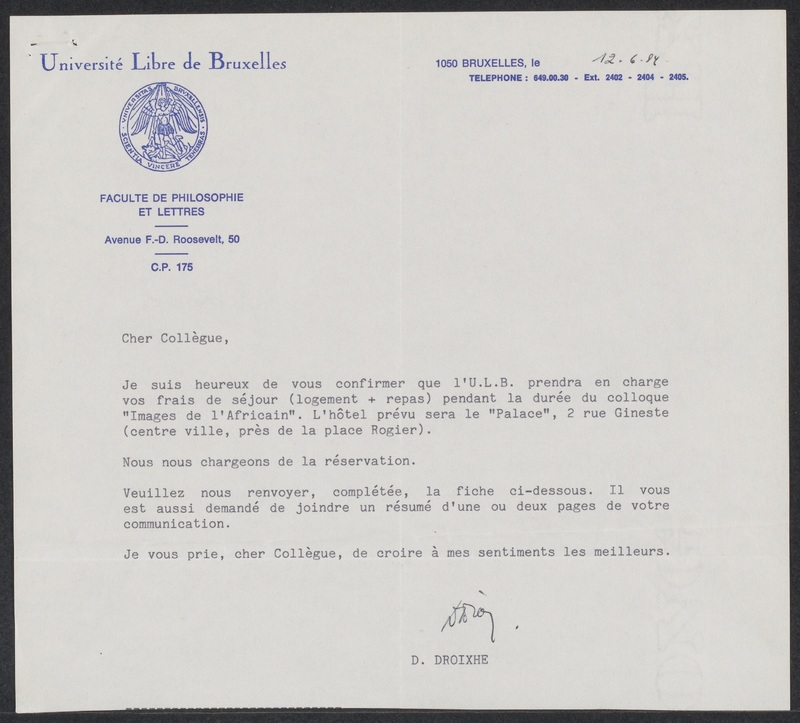 Université Libre de Bruxelles
UNIVERSITAS BRUXELLENSIS
SCIENTIA VINCERE TENEBRAS
FACULTE DE PHILOSOPHIE
ET LETTRES
Avenue F.-D. Roosevelt, 50
C.P. 175
1050 BRUXELLES, le 12-6-84
TELEPHONE : 649.00.30 - Ext. 2402 - 2404 - 2405.
Cher Collègue,
Je suis heureux de vous confirmer que l'U.L.B. prendra en charge
vos frais de séjour (logement + repas) pendant la durée du colloque
"Images de l'Africain". L'hôtel prévu sera le "Palace", 2 rue Gineste
(centre ville, près de la place Rogier).
Nous nous chargeons de la réservation.
Veuillez nous renvoyer, complétée, la fiche ci-dessous. Il vous
est aussi demandé de joindre un résumé d'une ou deux pages de votre
communication.
Je vous prie, cher Collègue, de croire à mes sentiments les meilleurs.
D. DROIXHE